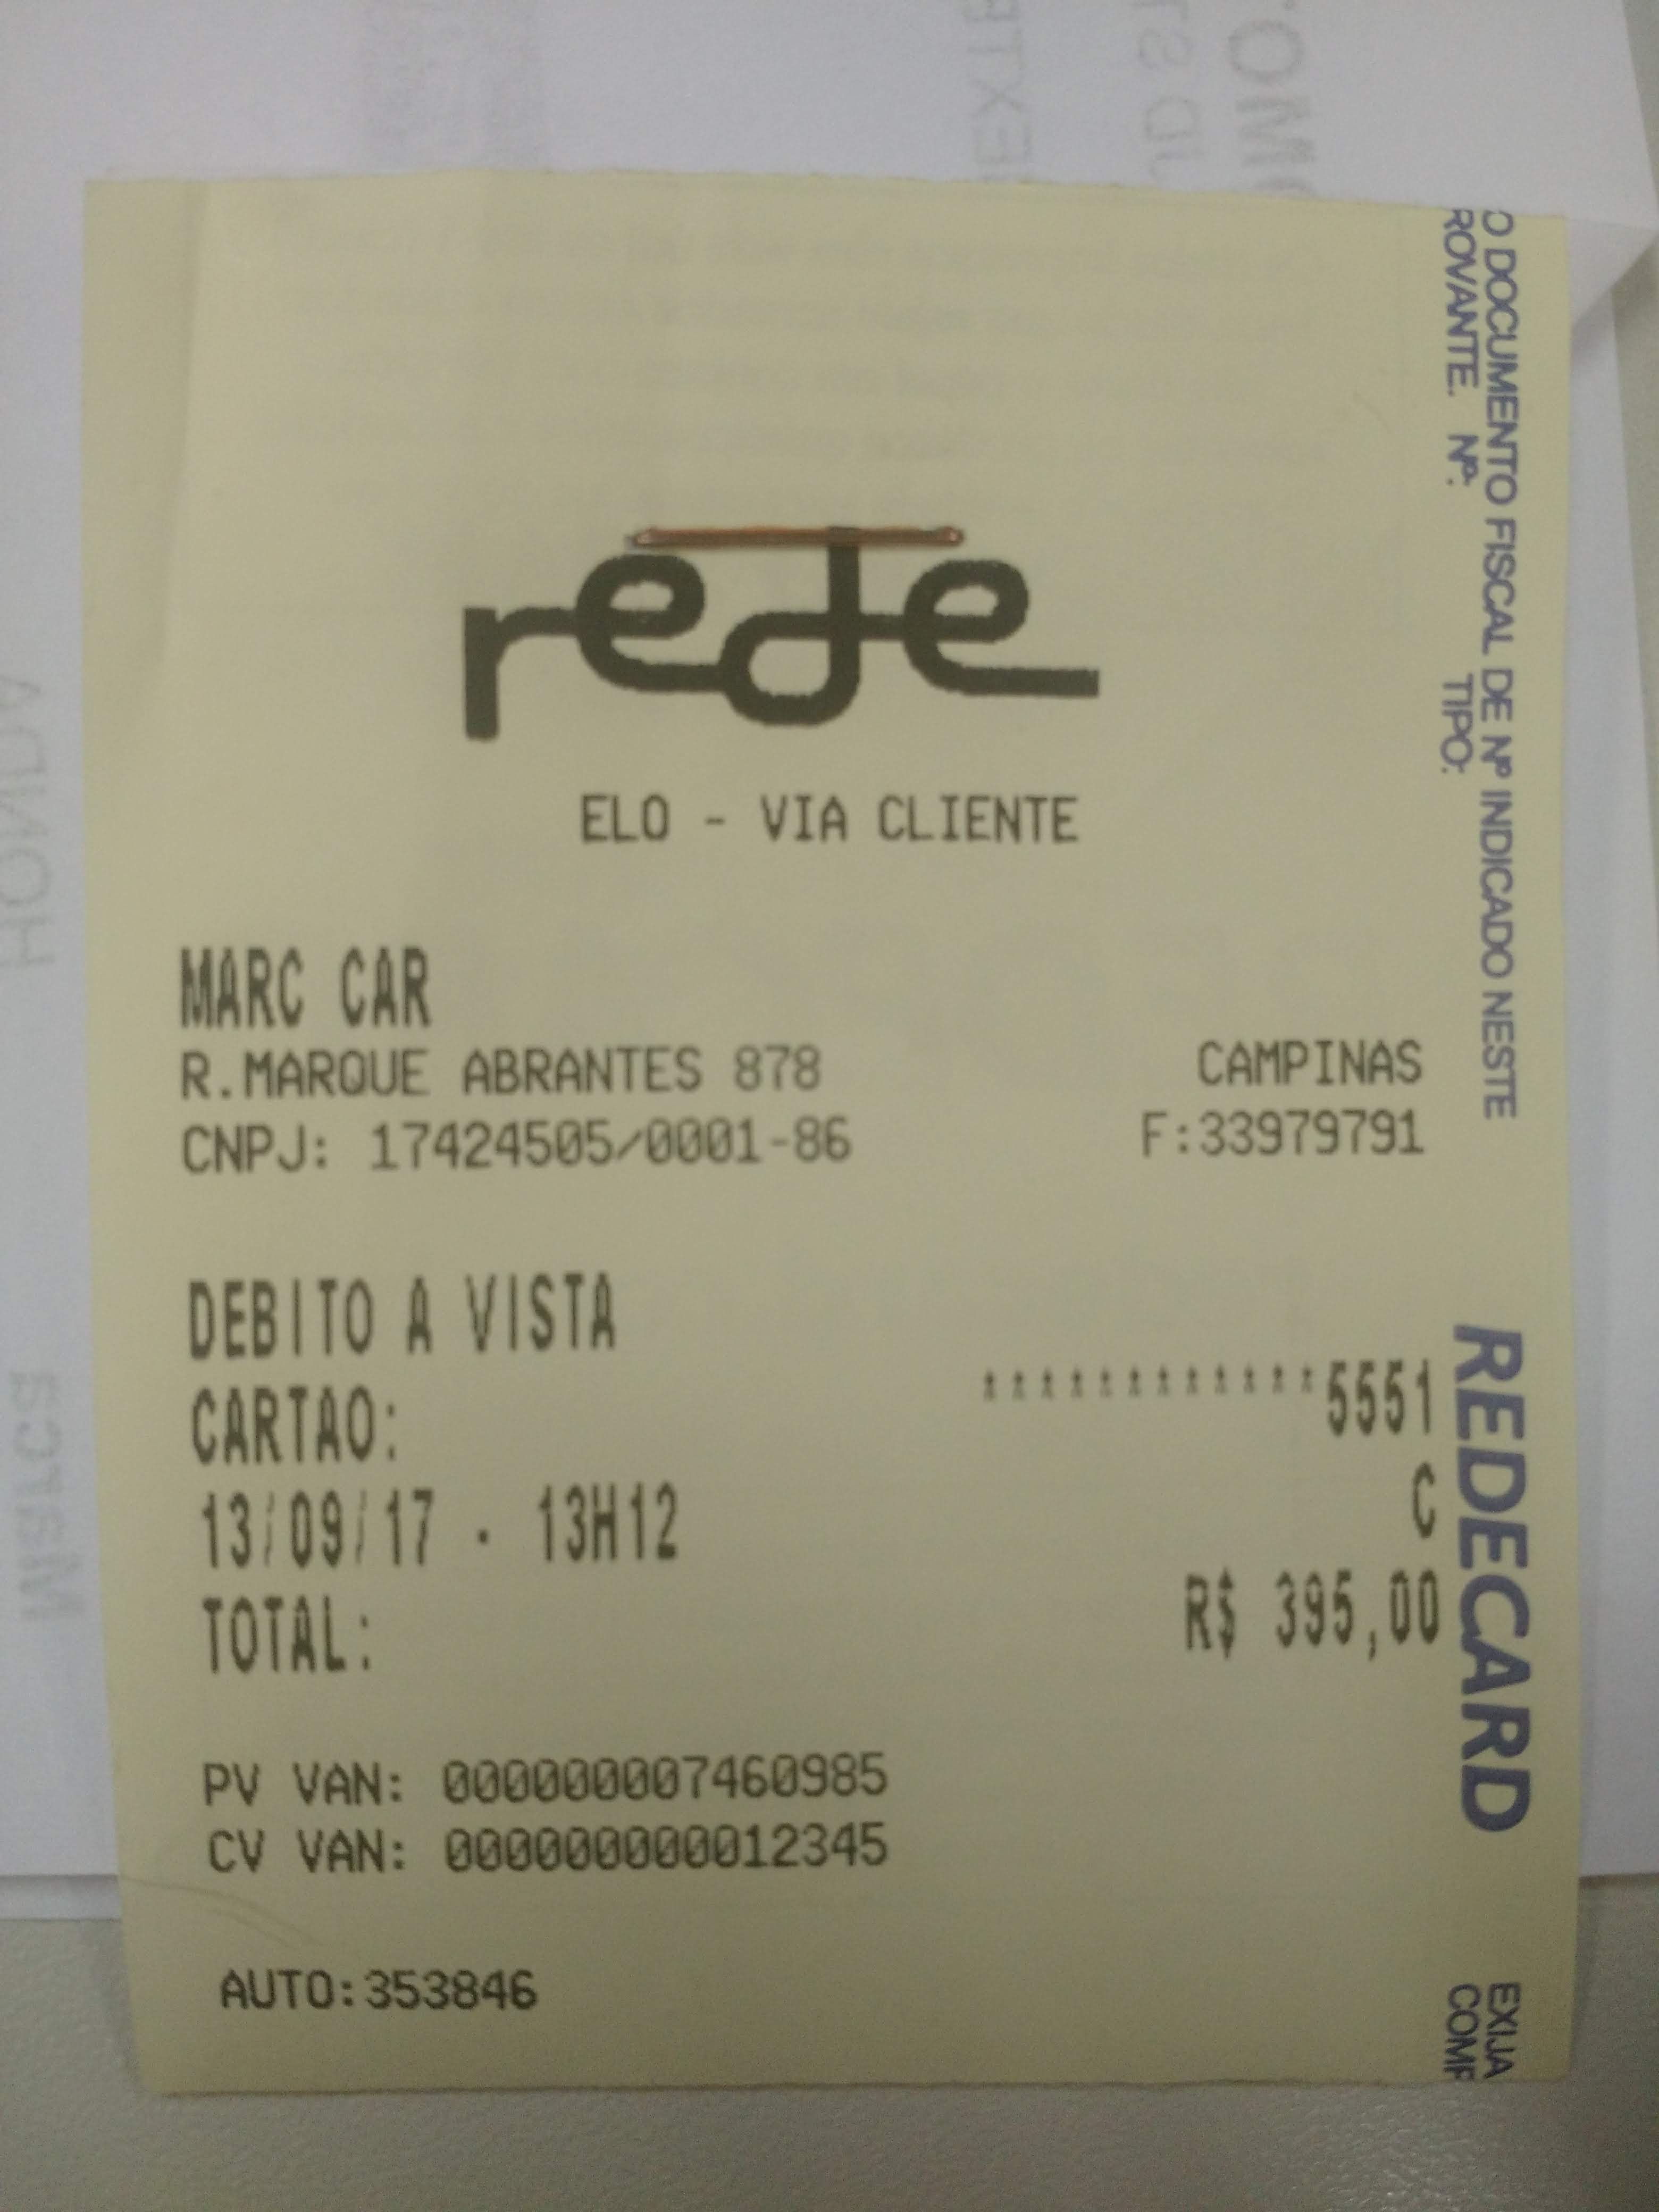 rede
ELO - VIA CLIENTE
MARC CAR
R.MARQUE ABRANTES 878 CAMPINAS
CNPJ: 17424505/0001-86 F:33979791
DEBITO A VISTA
CARTAO: ************5551
13/09/17 - 13H12 C
TOTAL: R$ 395,00
PV VAN: 000000007460985
CV VAN: 000000000012345
AUTO:353846
O DOCUMENTO FISCAL DE Nº INDICADO NESTE
ROVANTE. Nº: TIPO:
REDECARD
EXIJA
COMP
HONDA
Marcs